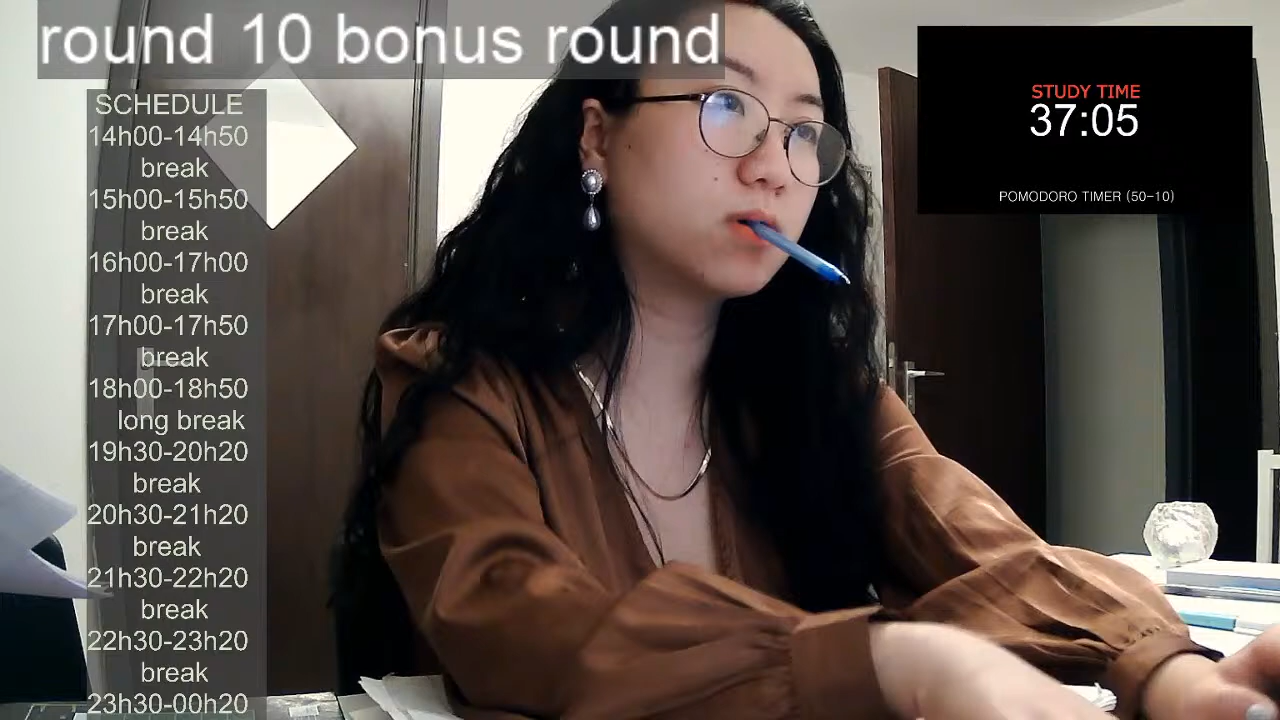 round 10 bonus round
SCHEDULE
14h00-14h50
break
15h00-15h50
break
16h00-17h00
break
17h00-17h50
break
18h00-18h50
long break
19h30-20h20
break
20h30-21h20
break
21h30-22h20
break
22h30-23h20
break
23h30-00h20
STUDY TIME
37:05
POMODORO TIMER (50-10)